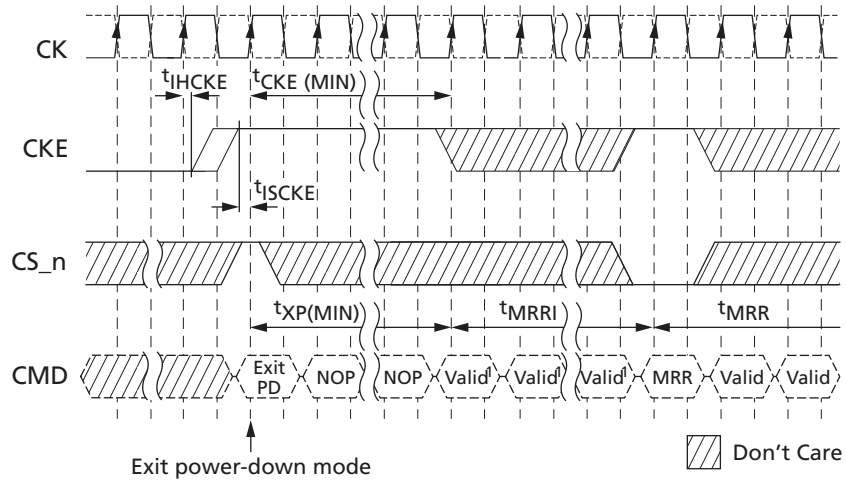 CK
tIHCKE tCKE (MIN)
CKE
tISCKE
CS_n
tXP(MIN) tMRRI tMRR
CMD Exit PD NOP NOP Valid1 Valid1 Valid1 MRR Valid Valid
Exit power-down mode
Don't Care